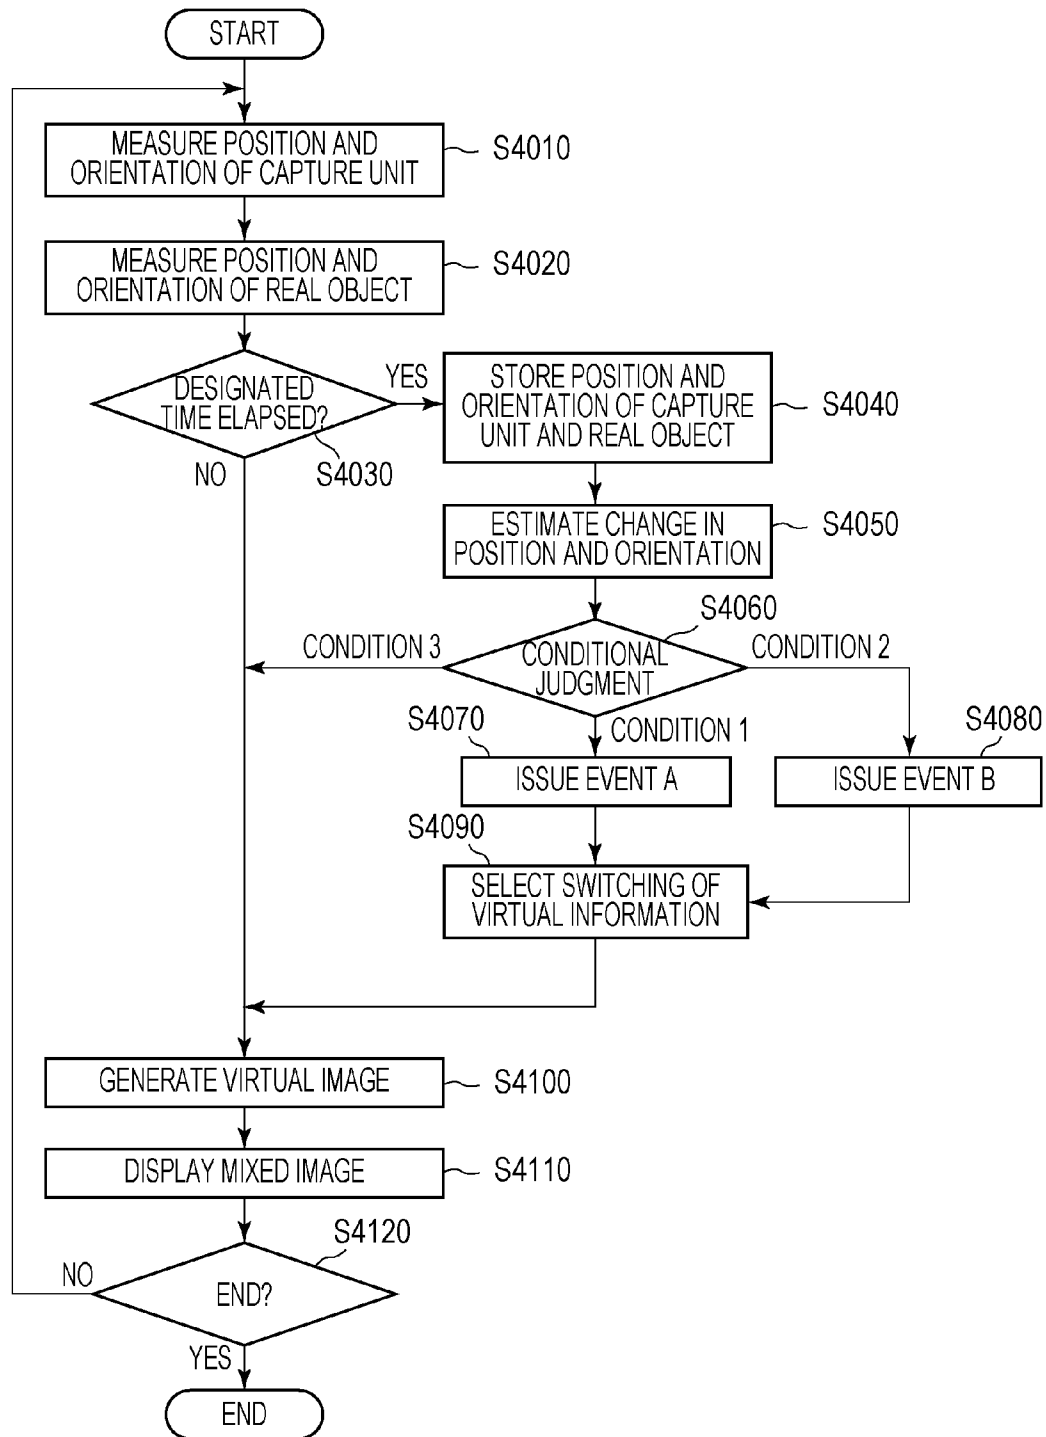 START
MEASURE POSITION AND
ORIENTATION OF CAPTURE UNIT
S4010
MEASURE POSITION AND
ORIENTATION OF REAL OBJECT
S4020
DESIGNATED
TIME ELAPSED?
S4030
YES
NO
STORE POSITION AND
ORIENTATION OF CAPTURE
UNIT AND REAL OBJECT
S4040
ESTIMATE CHANGE IN
POSITION AND ORIENTATION
S4050
S4060
CONDITIONAL
JUDGMENT
CONDITION 3
CONDITION 2
CONDITION 1
S4070
ISSUE EVENT A
S4080
ISSUE EVENT B
S4090
SELECT SWITCHING OF
VIRTUAL INFORMATION
GENERATE VIRTUAL IMAGE
S4100
DISPLAY MIXED IMAGE
S4110
S4120
END?
NO
YES
END